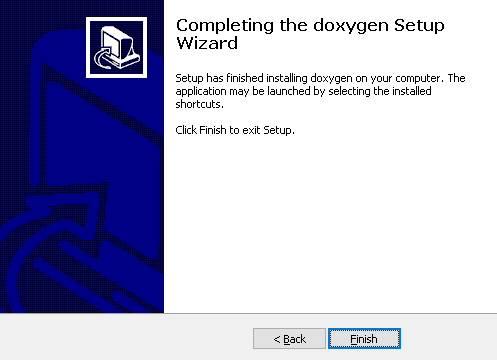 Completing the doxygen Setup
Wizard
Setup has finished installing doxygen on your computer. The
application may be launched by selecting the installed
shortcuts.
Click Finish to exit Setup.
< Back
Finish